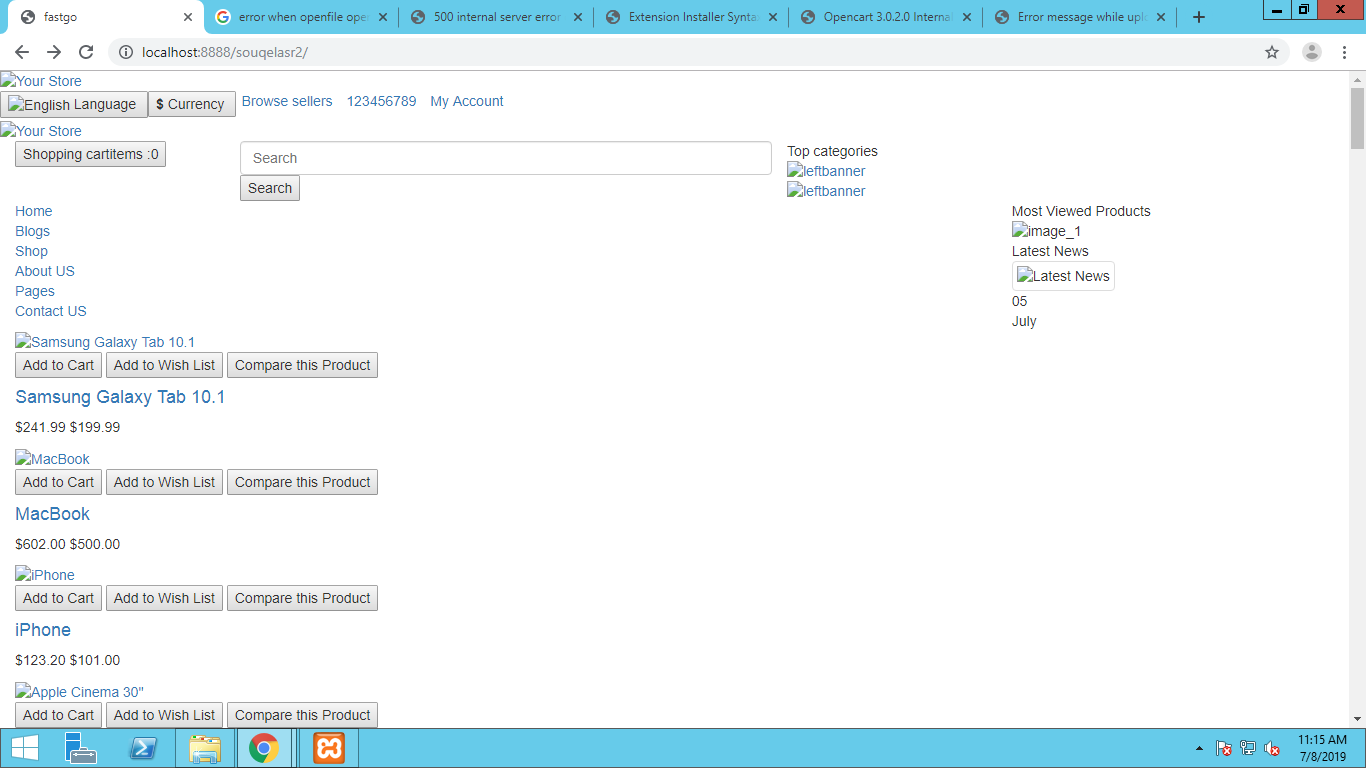 fastgo
error when openfile oper
500 internal server error
Extension Installer Synta
Opencart 3.0.2.0 Internal
Error message while uplo
localhost:8888/souqelasr2/
Your Store
English Language
$ Currency
Browse sellers
123456789
My Account
Your Store
Shopping cartitems :0
Search
Search
Top categories
leftbanner
leftbanner
Home
Blogs
Shop
About US
Pages
Contact US
Most Viewed Products
image_1
Latest News
Latest News
05
July
Samsung Galaxy Tab 10.1
Add to Cart Add to Wish List Compare this Product
Samsung Galaxy Tab 10.1
$241.99 $199.99
MacBook
Add to Cart Add to Wish List Compare this Product
MacBook
$602.00 $500.00
iPhone
Add to Cart Add to Wish List Compare this Product
iPhone
$123.20 $101.00
Apple Cinema 30"
Add to Cart Add to Wish List Compare this Product
11:15 AM
7/8/2019